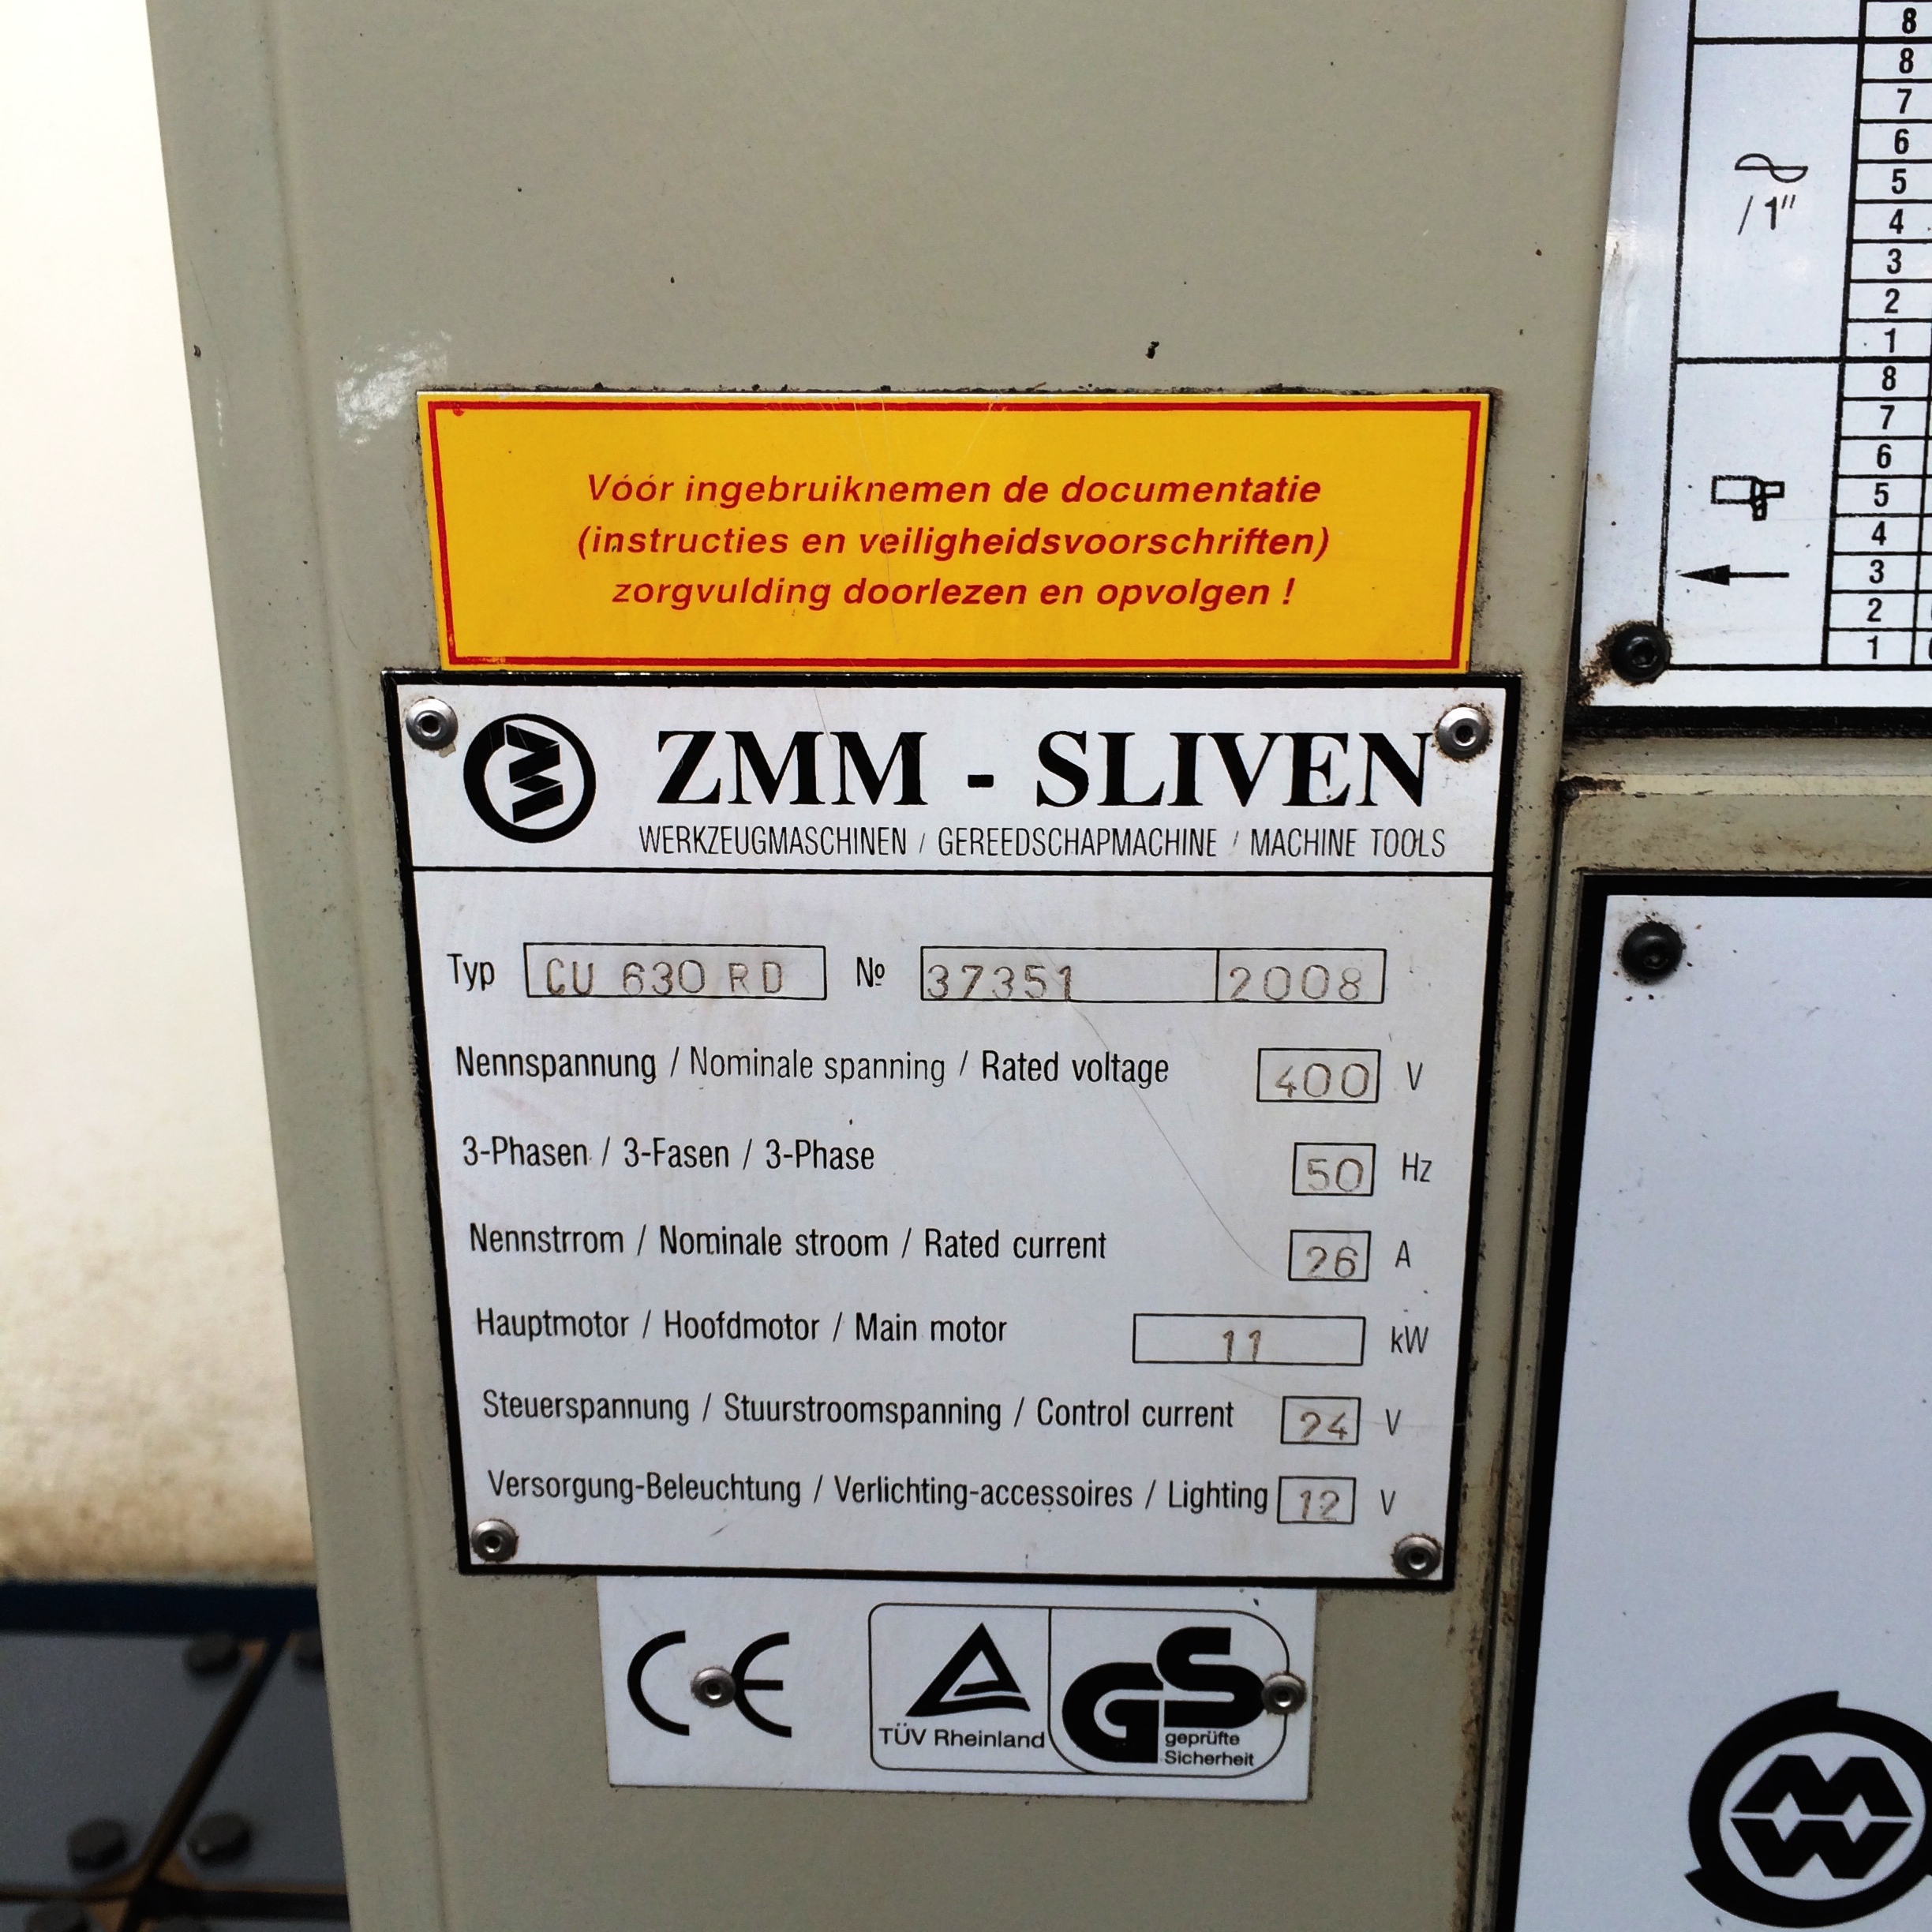 Vóór ingebruiknemen de documentatie
(instructies en veiligheidsvoorschriften)
zorgvulding doorlezen en opvolgen !
ZMM - SLIVEN
WERKZEUGMASCHINEN / GEREEDSCHAPMACHINE / MACHINE TOOLS
Typ CU 630 RD № 37351 2008
Nennspannung / Nominale spanning / Rated voltage 400 V
3-Phasen / 3-Fasen / 3-Phase 50 Hz
Nennstrrom / Nominale stroom / Rated current 26 A
Hauptmotor / Hoofdmotor / Main motor 11 kW
Steuerspannung / Stuurstroomspanning / Control current 24 V
Versorgung-Beleuchtung / Verlichting-accessoires / Lighting 12 V
CE
TÜV Rheinland
GS
geprüfte
Sicherheit
8
8
7
6
5
4
3
2
1
/ 1"
8
7
6
5
4
3
2
1